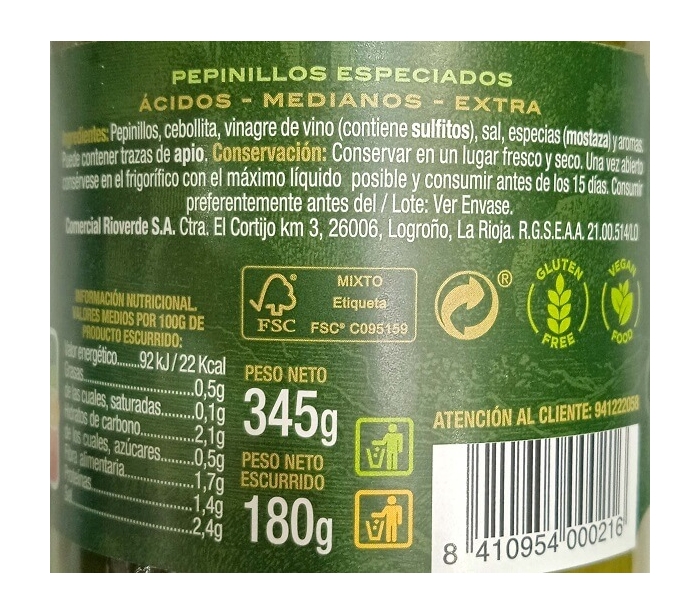 PEPINILLOS ESPECIADOS
ÁCIDOS - MEDIANOS - EXTRA
Ingredientes: Pepinillos, cebollita, vinagre de vino (contiene sulfitos), sal, especias (mostaza) y aromas.
Puede contener trazas de apio. Conservación: Conservar en un lugar fresco y seco. Una vez abierto
consérvese en el frigorífico con el máximo líquido posible y consumir antes de los 15 días. Consumir
preferentemente antes del / Lote: Ver Envase.
Comercial Rioverde S.A. Ctra. El Cortijo km 3, 26006, Logroño, La Rioja. R.G.S.E.A.A. 21.00.514/LO
FSC
MIXTO
Etiqueta
FSC® C095159
®
GLUTEN
FREE
VEGAN
FOOD
INFORMACIÓN NUTRICIONAL.
VALORES MEDIOS POR 100G DE
PRODUCTO ESCURRIDO:
Valor energético......92 kJ / 22 Kcal
Grasas...0,5g
de las cuales, saturadas...0,1g
Hidratos de carbono...2,1g
de los cuales, azúcares...0,5g
Fibra alimentaria...1,7g
Proteínas...1,4g
Sal...2,4g
PESO NETO
345g
PESO NETO
ESCURRIDO
180g
ATENCIÓN AL CLIENTE: 941222058
8 410954 000216